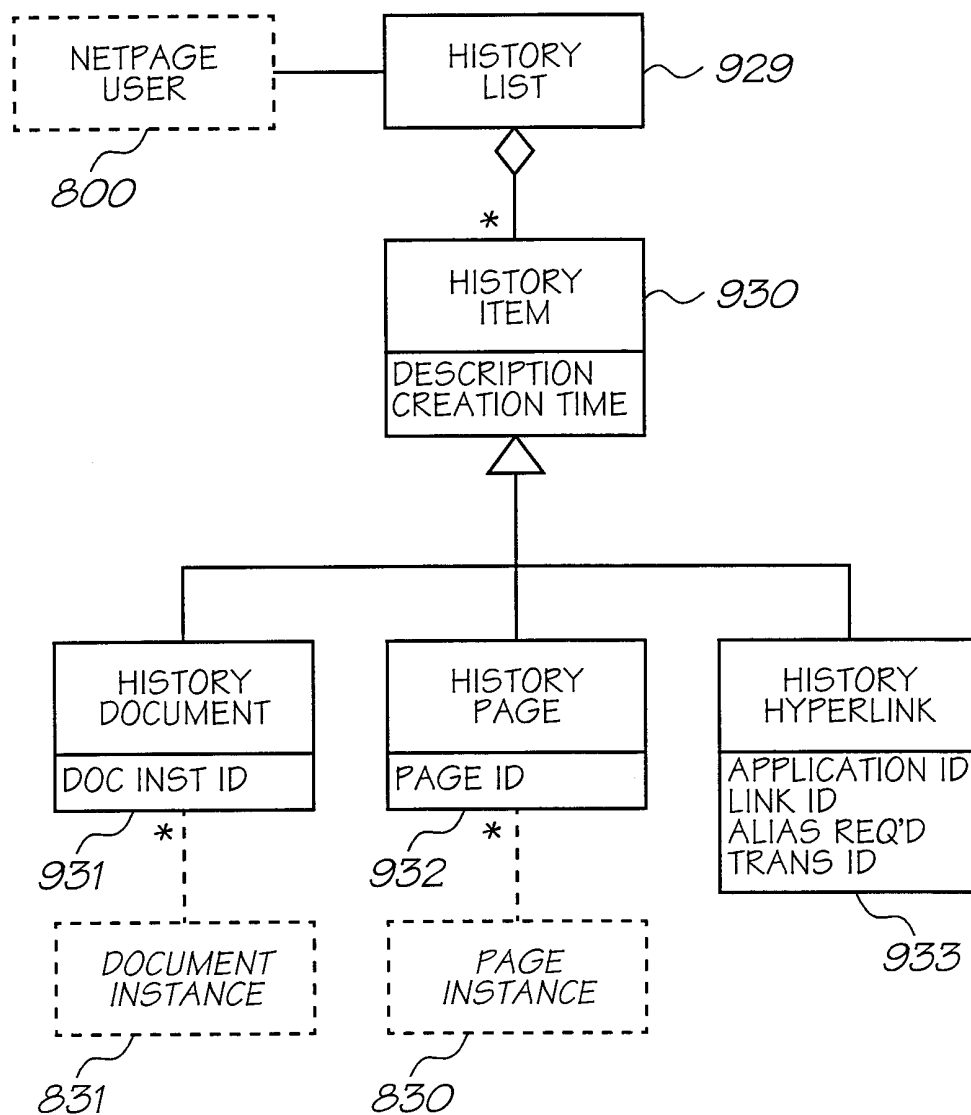 NETPAGE
USER
800
HISTORY
LIST
929
*
HISTORY
ITEM
930
DESCRIPTION
CREATION TIME
HISTORY
DOCUMENT
DOC INST ID
931
*
HISTORY
PAGE
PAGE ID
932
*
HISTORY
HYPERLINK
APPLICATION ID
LINK ID
ALIAS REQ'D
TRANS ID
933
DOCUMENT
INSTANCE
831
PAGE
INSTANCE
830